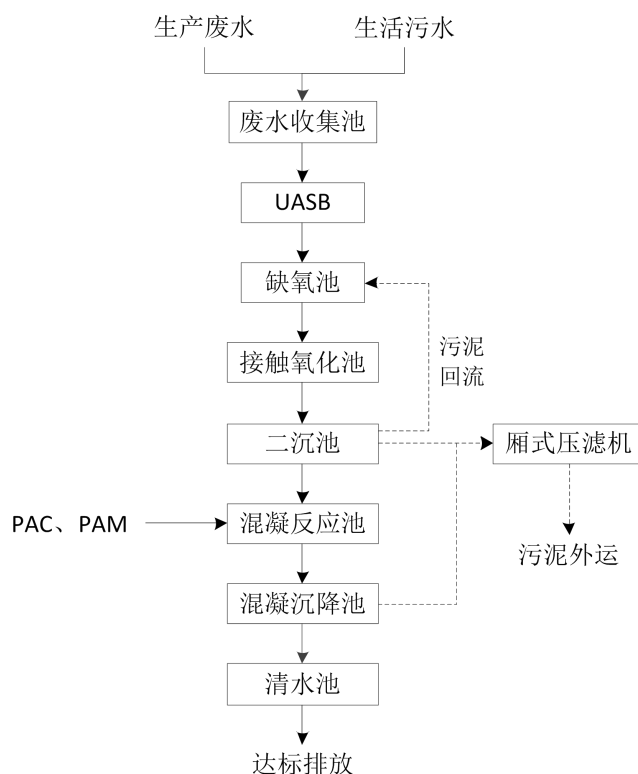 生产废水
生活污水
废水收集池
UASB
缺氧池
接触氧化池
污泥
回流
二沉池
厢式压滤机
PAC、PAM
混凝反应池
污泥外运
混凝沉降池
清水池
达标排放